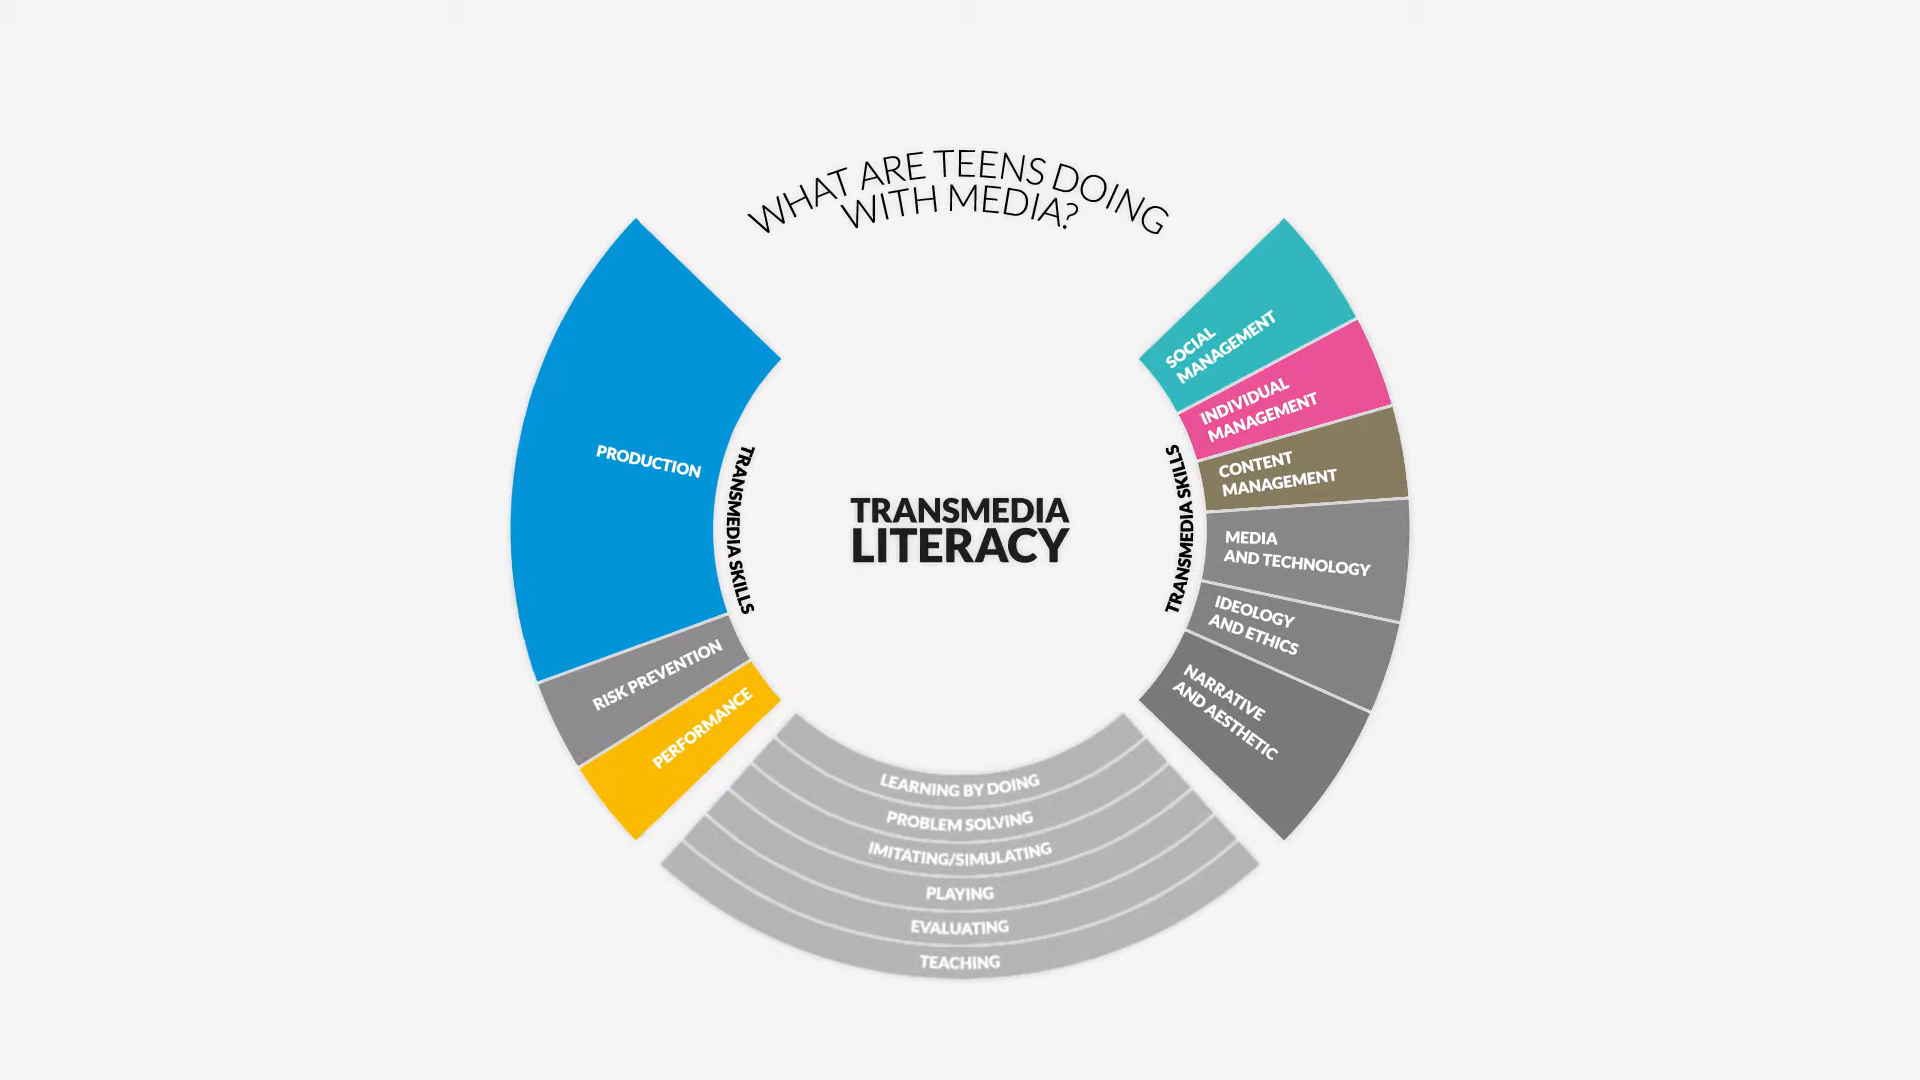 WHAT ARE TEENS DOING
WITH MEDIA?
PRODUCTION
RISK PREVENTION
PERFORMANCE
TRANSMEDIA SKILLS
TRANSMEDIA
LITERACY
TRANSMEDIA SKILLS
SOCIAL
MANAGEMENT
INDIVIDUAL
MANAGEMENT
CONTENT
MANAGEMENT
MEDIA
AND TECHNOLOGY
IDEOLOGY
AND ETHICS
NARRATIVE
AND AESTHETIC
LEARNING BY DOING
PROBLEM SOLVING
IMITATING/SIMULATING
PLAYING
EVALUATING
TEACHING